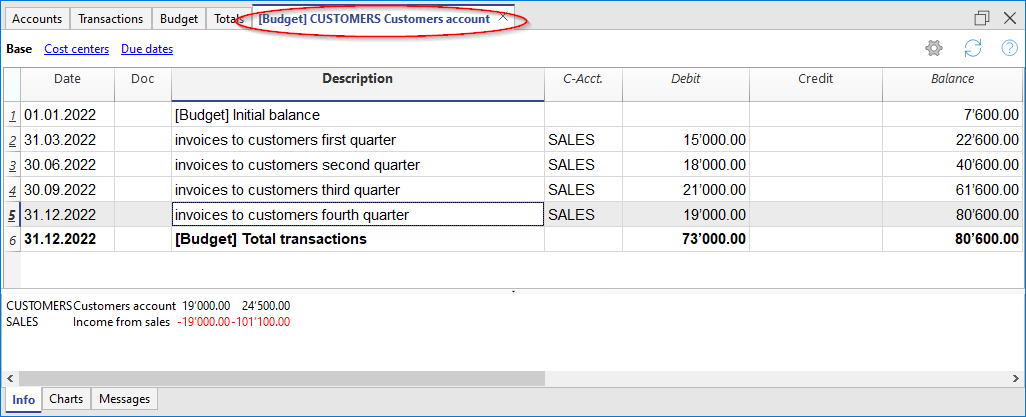 Accounts Transactions Budget Totals [Budget] CUSTOMERS Customers account
Base Cost centers Due dates
Date Doc Description C-Acct. Debit Credit Balance
1 01.01.2022 [Budget] Initial balance 7’600.00
2 31.03.2022 invoices to customers first quarter SALES 15’000.00 22’600.00
3 30.06.2022 invoices to customers second quarter SALES 18’000.00 40’600.00
4 30.09.2022 invoices to customers third quarter SALES 21’000.00 61’600.00
5 31.12.2022 invoices to customers fourth quarter SALES 19’000.00 80’600.00
6 31.12.2022 [Budget] Total transactions 73’000.00 80’600.00
CUSTOMERS Customers account 19’000.00 24’500.00
SALES Income from sales -19’000.00 -101’100.00
Info Charts Messages